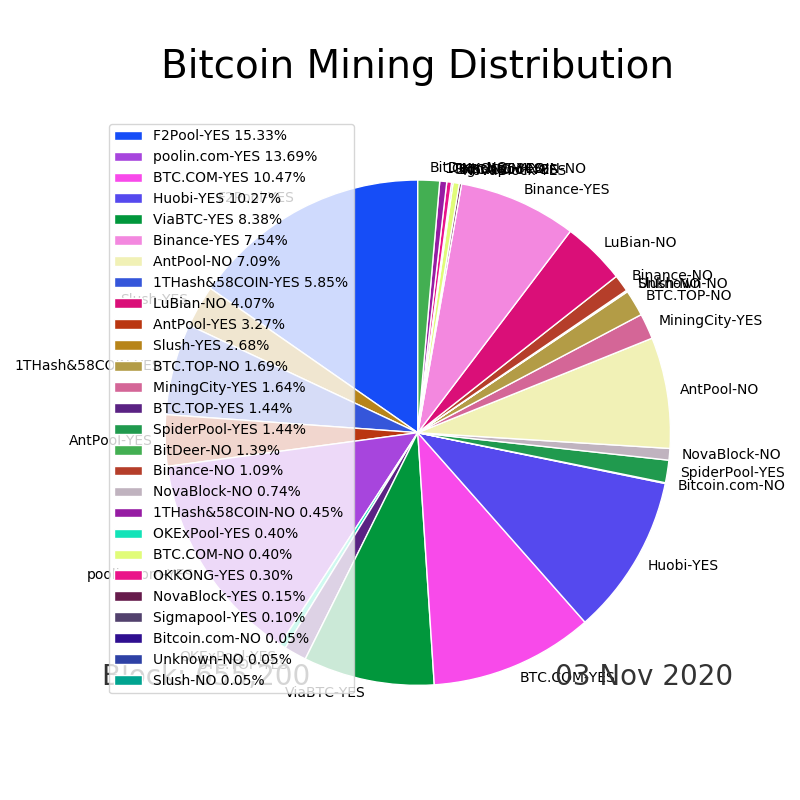 Bitcoin Mining Distribution
F2Pool-YES 15.33%
poolin.com-YES 13.69%
BTC.COM-YES 10.47%
Huobi-YES 10.27%
ViaBTC-YES 8.38%
Binance-YES 7.54%
AntPool-NO 7.09%
1THash&58COIN-YES 5.85%
LuBian-NO 4.07%
AntPool-YES 3.27%
Slush-YES 2.68%
BTC.TOP-NO 1.69%
MiningCity-YES 1.64%
BTC.TOP-YES 1.44%
SpiderPool-YES 1.44%
BitDeer-NO 1.39%
Binance-NO 1.09%
NovaBlock-NO 0.74%
1THash&58COIN-NO 0.45%
OKExPool-YES 0.40%
BTC.COM-NO 0.40%
OKKONG-YES 0.30%
NovaBlock-YES 0.15%
Sigmapool-YES 0.10%
Bitcoin.com-NO 0.05%
Unknown-NO 0.05%
Slush-NO 0.05%
Binance-YES
LuBian-NO
Binance-NO
BTC.TOP-NO
MiningCity-YES
AntPool-NO
NovaBlock-NO
SpiderPool-YES
Bitcoin.com-NO
Huobi-YES
BTC.COM-YES
ViaBTC-YES
AntPool-YES
Slush-YES
F2Pool-YES
03 Nov 2020